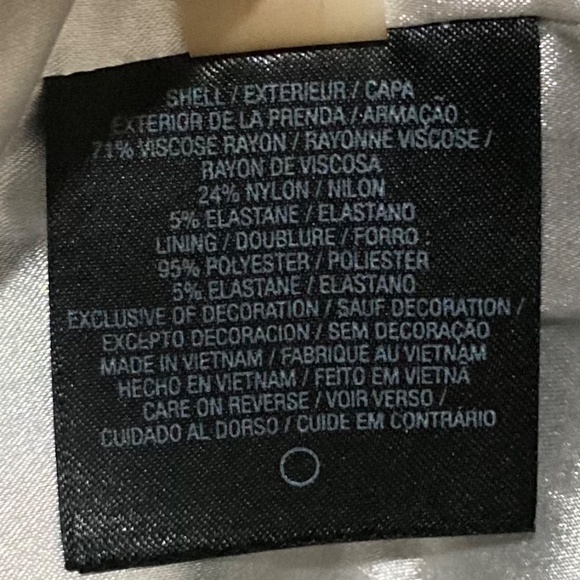 SHELL / EXTERIEUR / CAPA
EXTERIOR DE LA PRENDA / ARMAÇÃO :
71% VISCOSE RAYON / RAYONNE VISCOSE /
RAYON DE VISCOSA
24% NYLON / NILON
5% ELASTANE / ELASTANO
LINING / DOUBLURE / FORRO :
95% POLYESTER / POLIESTER
5% ELASTANE / ELASTANO
EXCLUSIVE OF DECORATION / SAUF DECORATION /
EXCEPTO DECORACION / SEM DECORAÇÃO
MADE IN VIETNAM / FABRIQUE AU VIETNAM
HECHO EN VIETNAM / FEITO EM VIETNÃ
CARE ON REVERSE / VOIR VERSO /
CUIDADO AL DORSO / CUIDE EM CONTRÁRIO